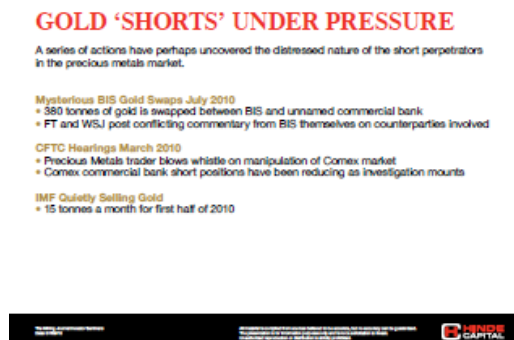 GOLD ‘SHORTS’ UNDER PRESSURE
A series of actions have perhaps uncovered the distressed nature of the short perpetrators
in the precious metals market.
Mysterious BIS Gold Swaps July 2010
• 380 tonnes of gold is swapped between BIS and unnamed commercial bank
• FT and WSJ post conflicting commentary from BIS themselves on counterparties involved
CFTC Hearings March 2010
• Precious Metals trader blows whistle on manipulation of Comex market
• Comex commercial bank short positions have been reducing as investigation mounts
IMF Quietly Selling Gold
• 15 tonnes a month for first half of 2010
HINDE
CAPITAL